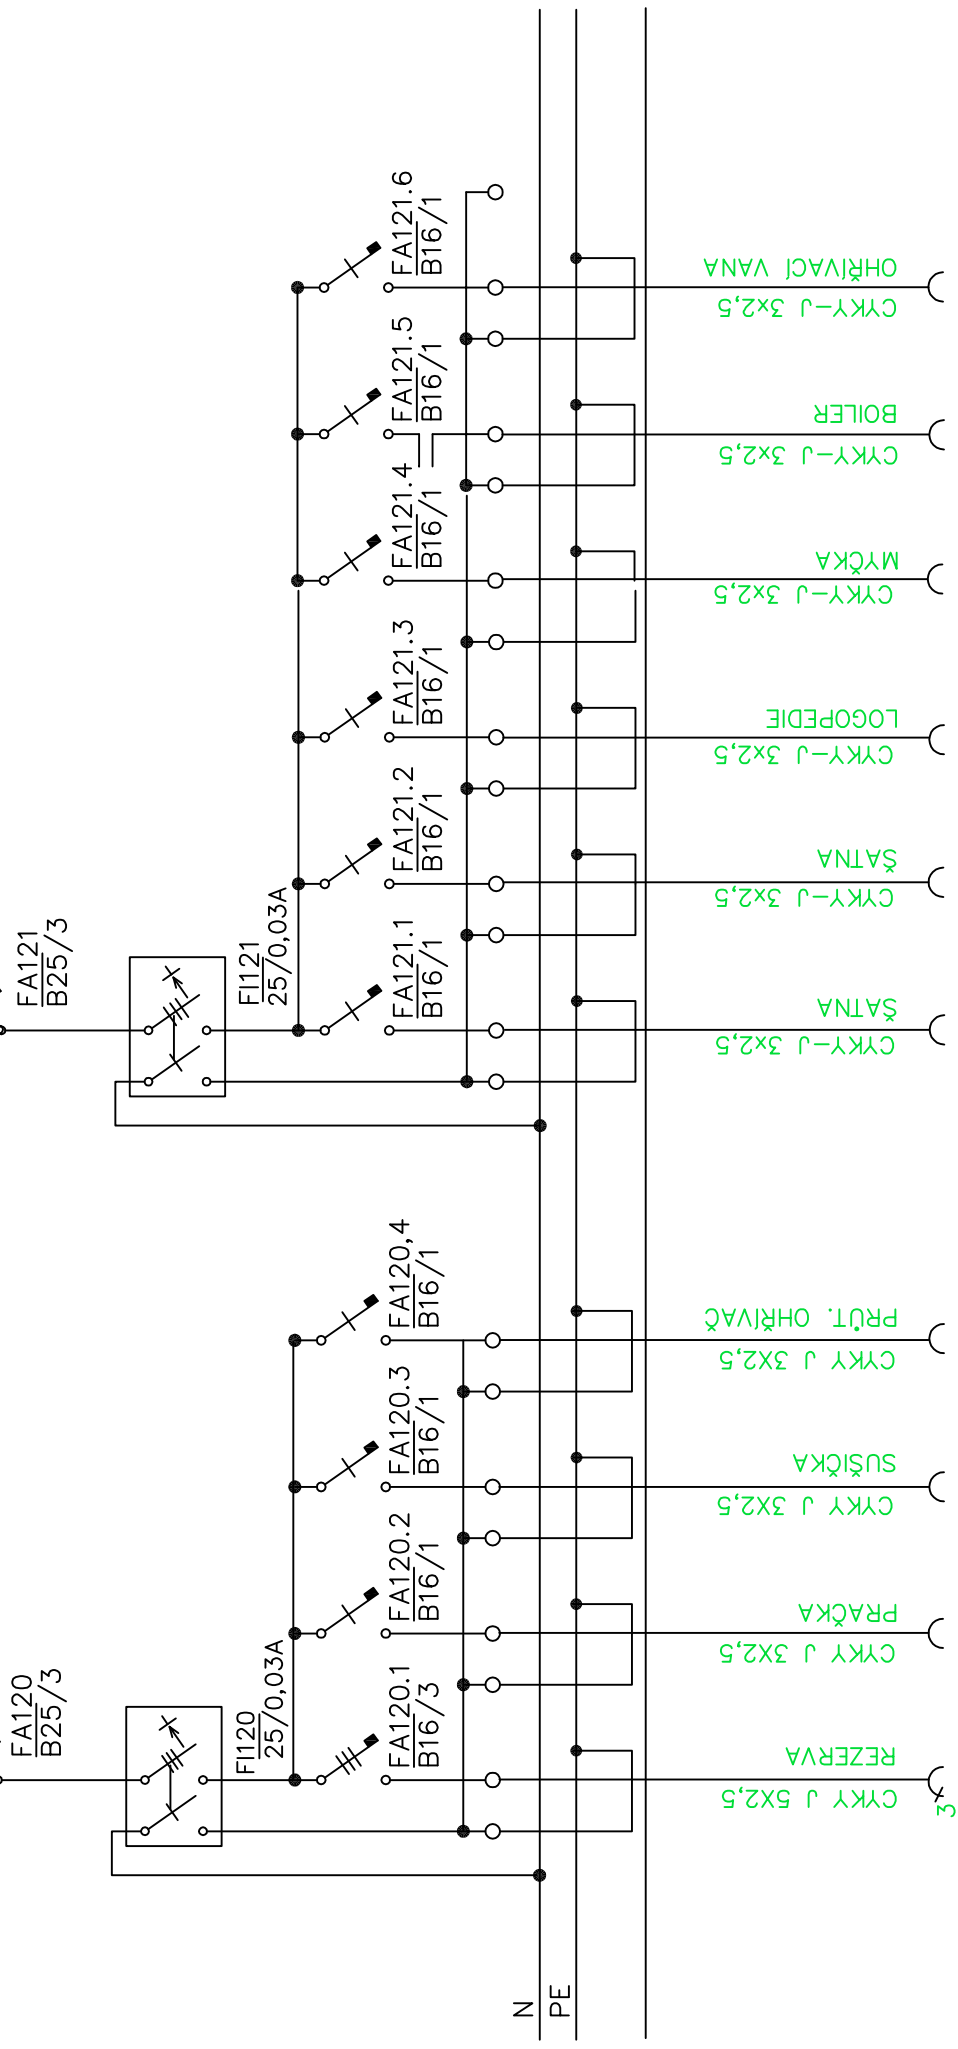 FA120
B25/3
FI120
25/0,03A
FA120.1
B16/3
FA120.2
B16/1
FA120.3
B16/1
FA120,4
B16/1
FA121
B25/3
FI121
25/0,03A
FA121.1
B16/1
FA121.2
B16/1
FA121.3
B16/1
FA121.4
B16/1
FA121.5
B16/1
FA121.6
B16/1
N
PE
CYKY J 5X2,5
REZERVA
3
CYKY J 3X2,5
PRAČKA
CYKY J 3X2,5
SUŠIČKA
CYKY J 3X2,5
PRŮT. OHŘÍVAČ
CYKY-J 3x2,5
ŠATNA
CYKY-J 3x2,5
ŠATNA
CYKY-J 3x2,5
LOGOPEDIE
CYKY-J 3x2,5
MYČKA
CYKY-J 3x2,5
BOILER
CYKY-J 3x2,5
OHŘÍVACÍ VANA